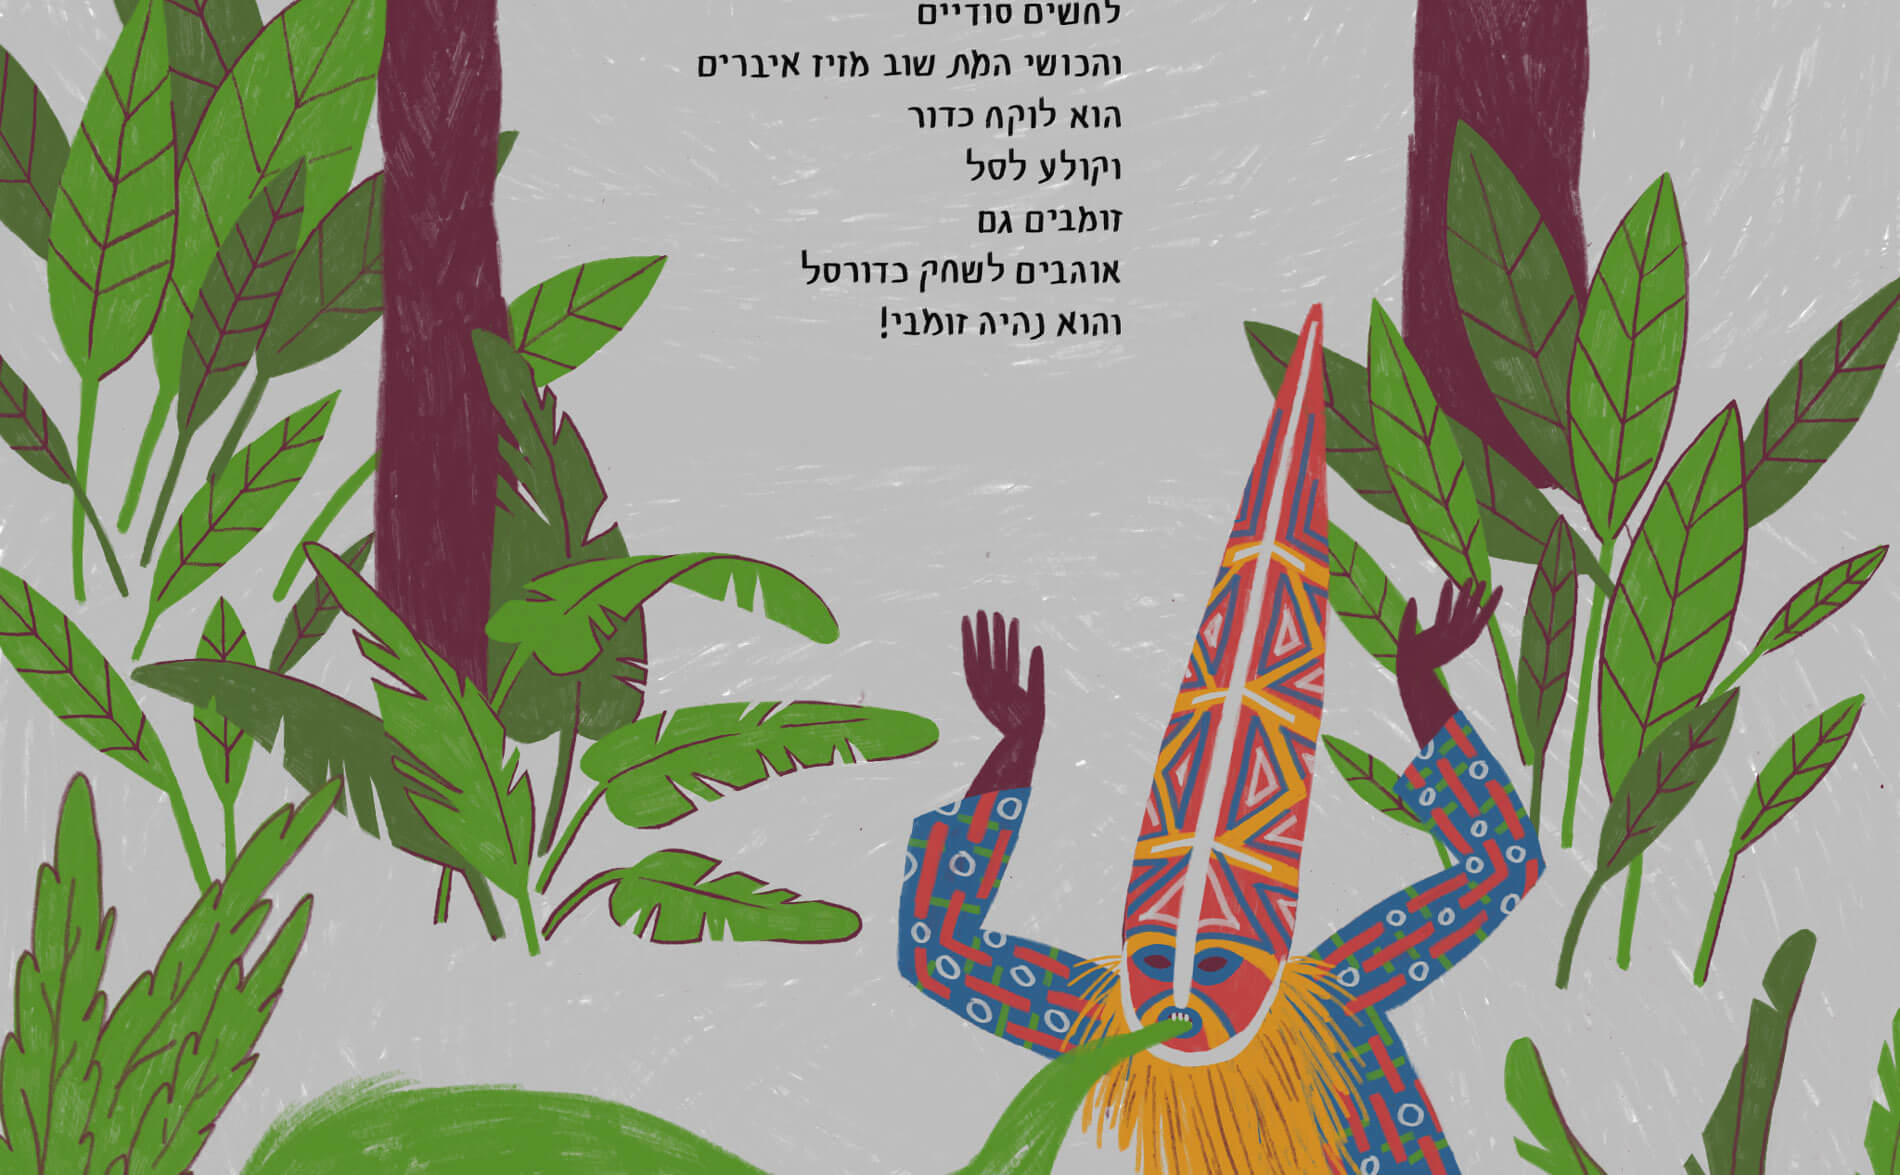 לחשים סודיים
והכושי המת שוב מזיז איברים
הוא לוקח כדור
וקולע לסל
זומבים גם
אוהבים לשחק כדורסל
והוא נהיה זומבי!